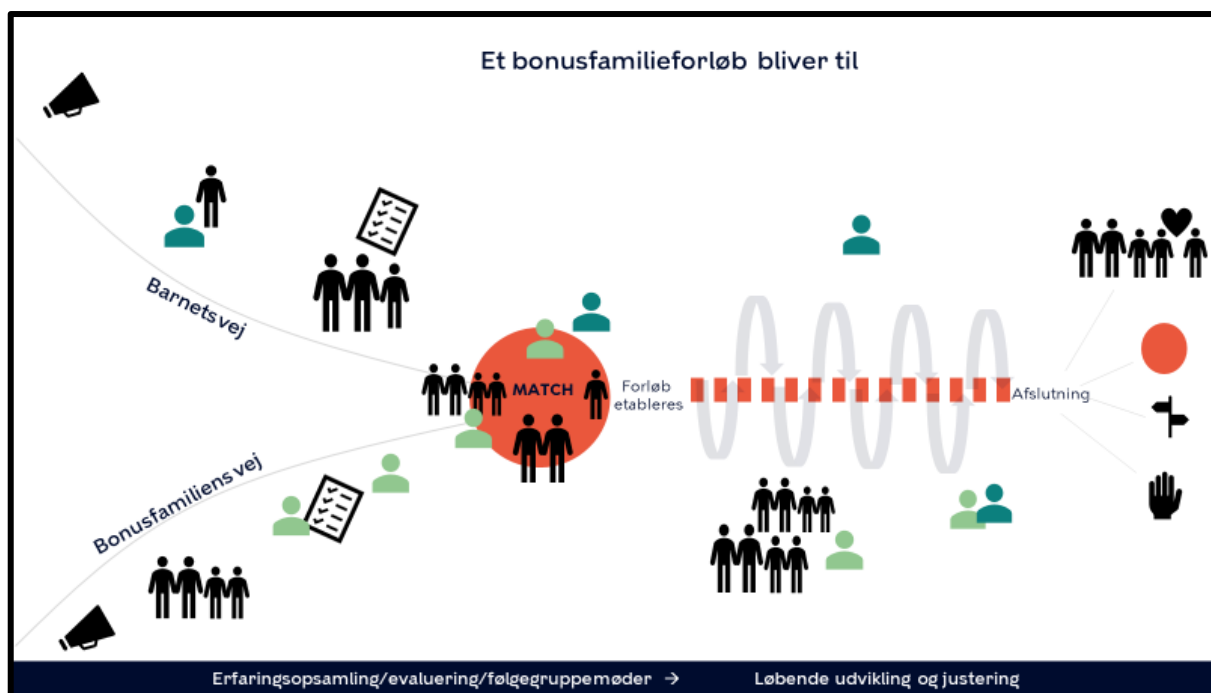 Et bonusfamilieforløb bliver til
Barnets vej
Bonusfamiliens vej
MATCH
Forløb
etableres
Afslutning
Erfaringsopsamling/evaluering/følgegruppemøder → Løbende udvikling og justering